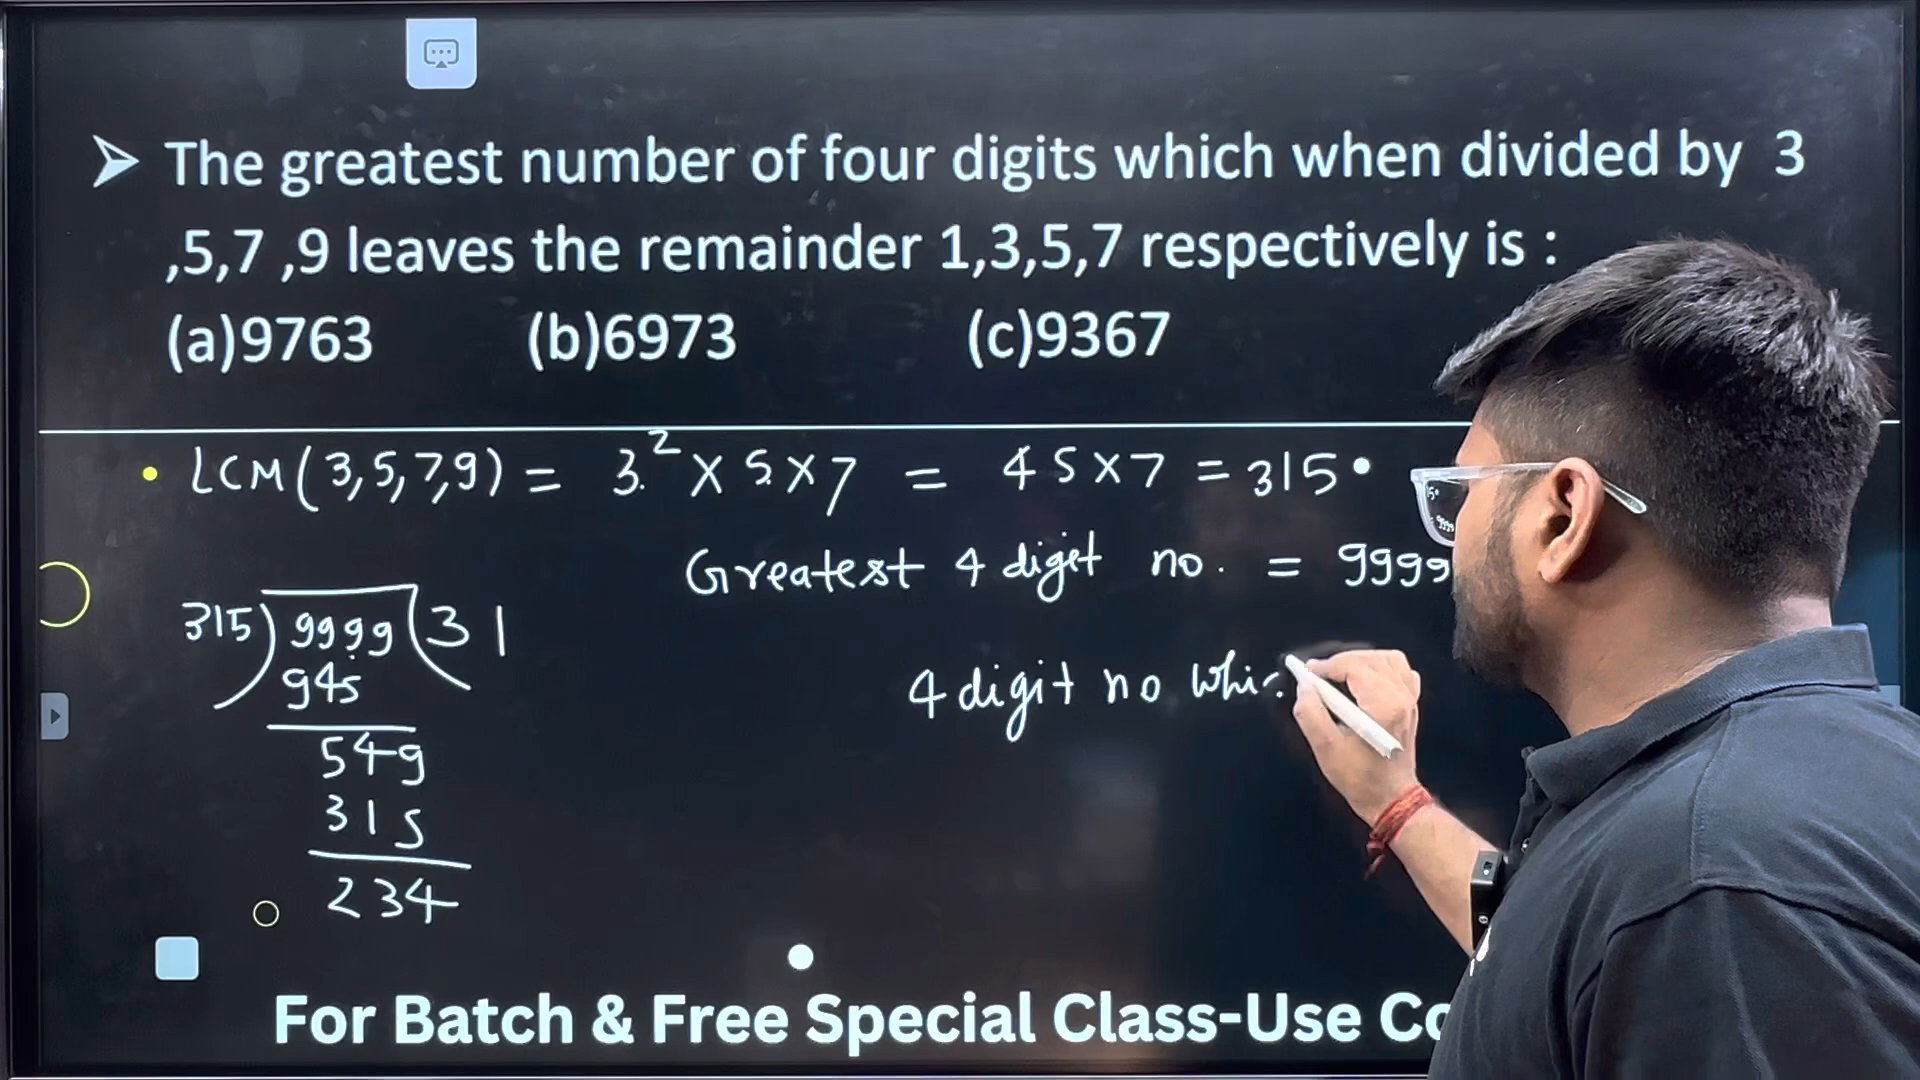 The greatest number of four digits which when divided by 3
,5,7 ,9 leaves the remainder 1,3,5,7 respectively is :
(a)9763 (b)6973 (c)9367
LCM(3,5,7,9) = 3² × 5 × 7 = 45×7 = 315
Greatest 4 digit no. = 9999
315) 9999 (31
945
549
315
234
4 digit no whic
For Batch & Free Special Class-Use